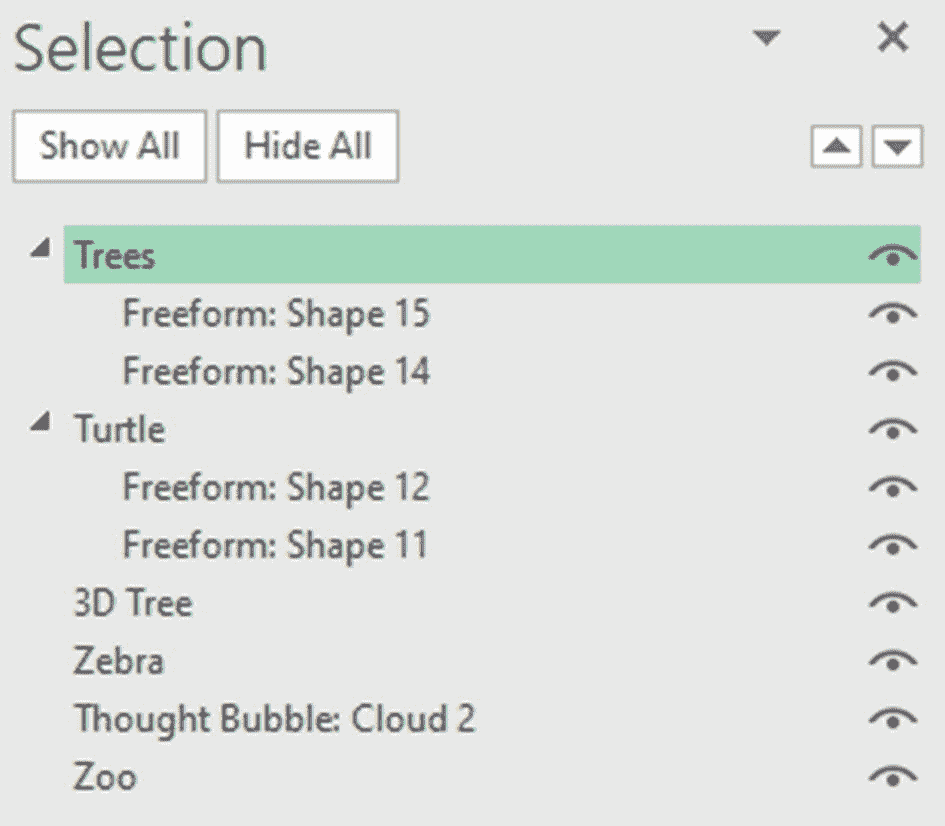 Selection
Show All Hide All
Trees
Freeform: Shape 15
Freeform: Shape 14
Turtle
Freeform: Shape 12
Freeform: Shape 11
3D Tree
Zebra
Thought Bubble: Cloud 2
Zoo